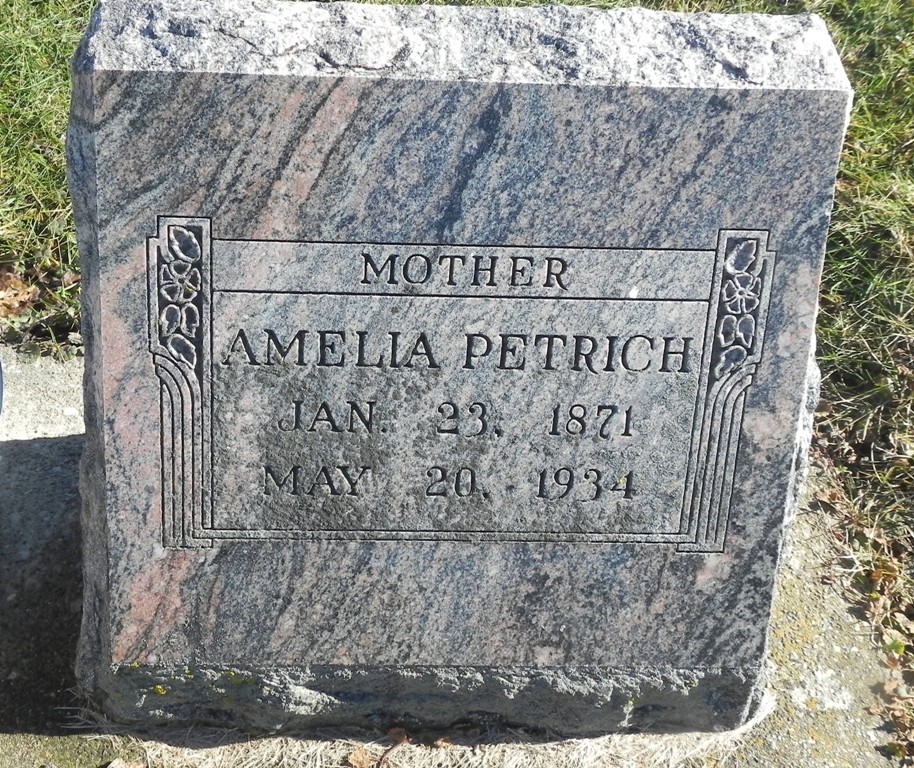 MOTHER
AMELIA PETRICH
JAN. 23, 1871
MAY 20, 1934